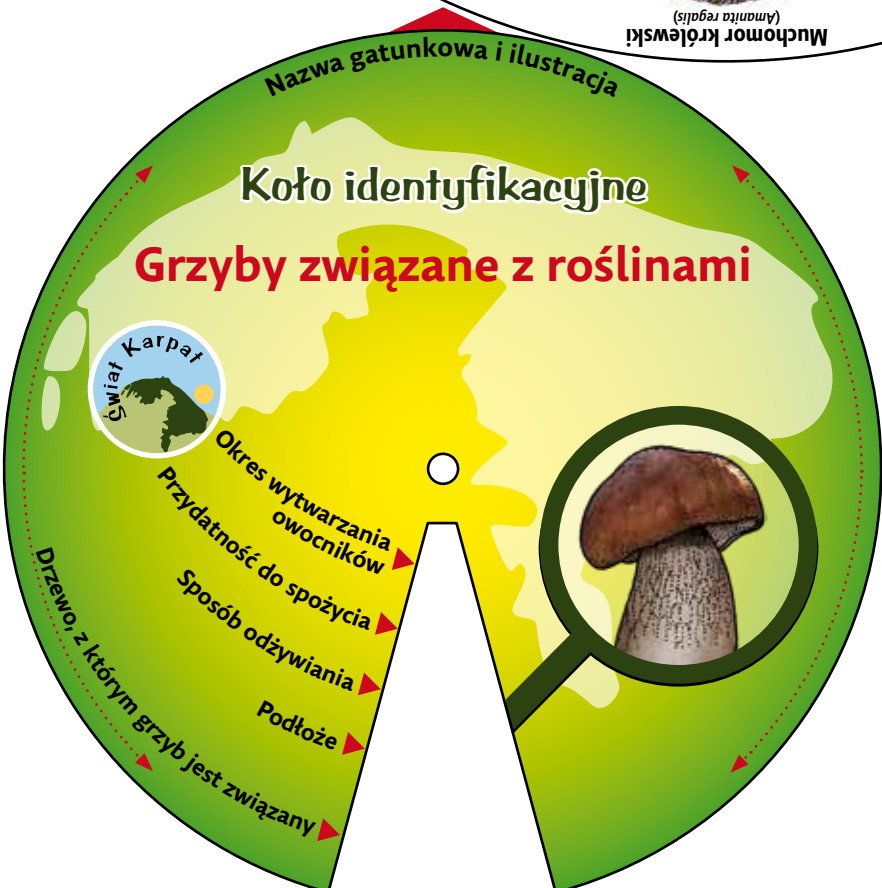 Muchomor królewski
(Amanita regalis)
Nazwa gatunkowa i ilustracja
Koło identyfikacyjne
Grzyby związane z roślinami
Świat Karpat
Okres wytwarzania
owocników
Przydatność do spożycia
Sposób odżywiania
Podłoże
Drzewo, z którym grzyb jest związany